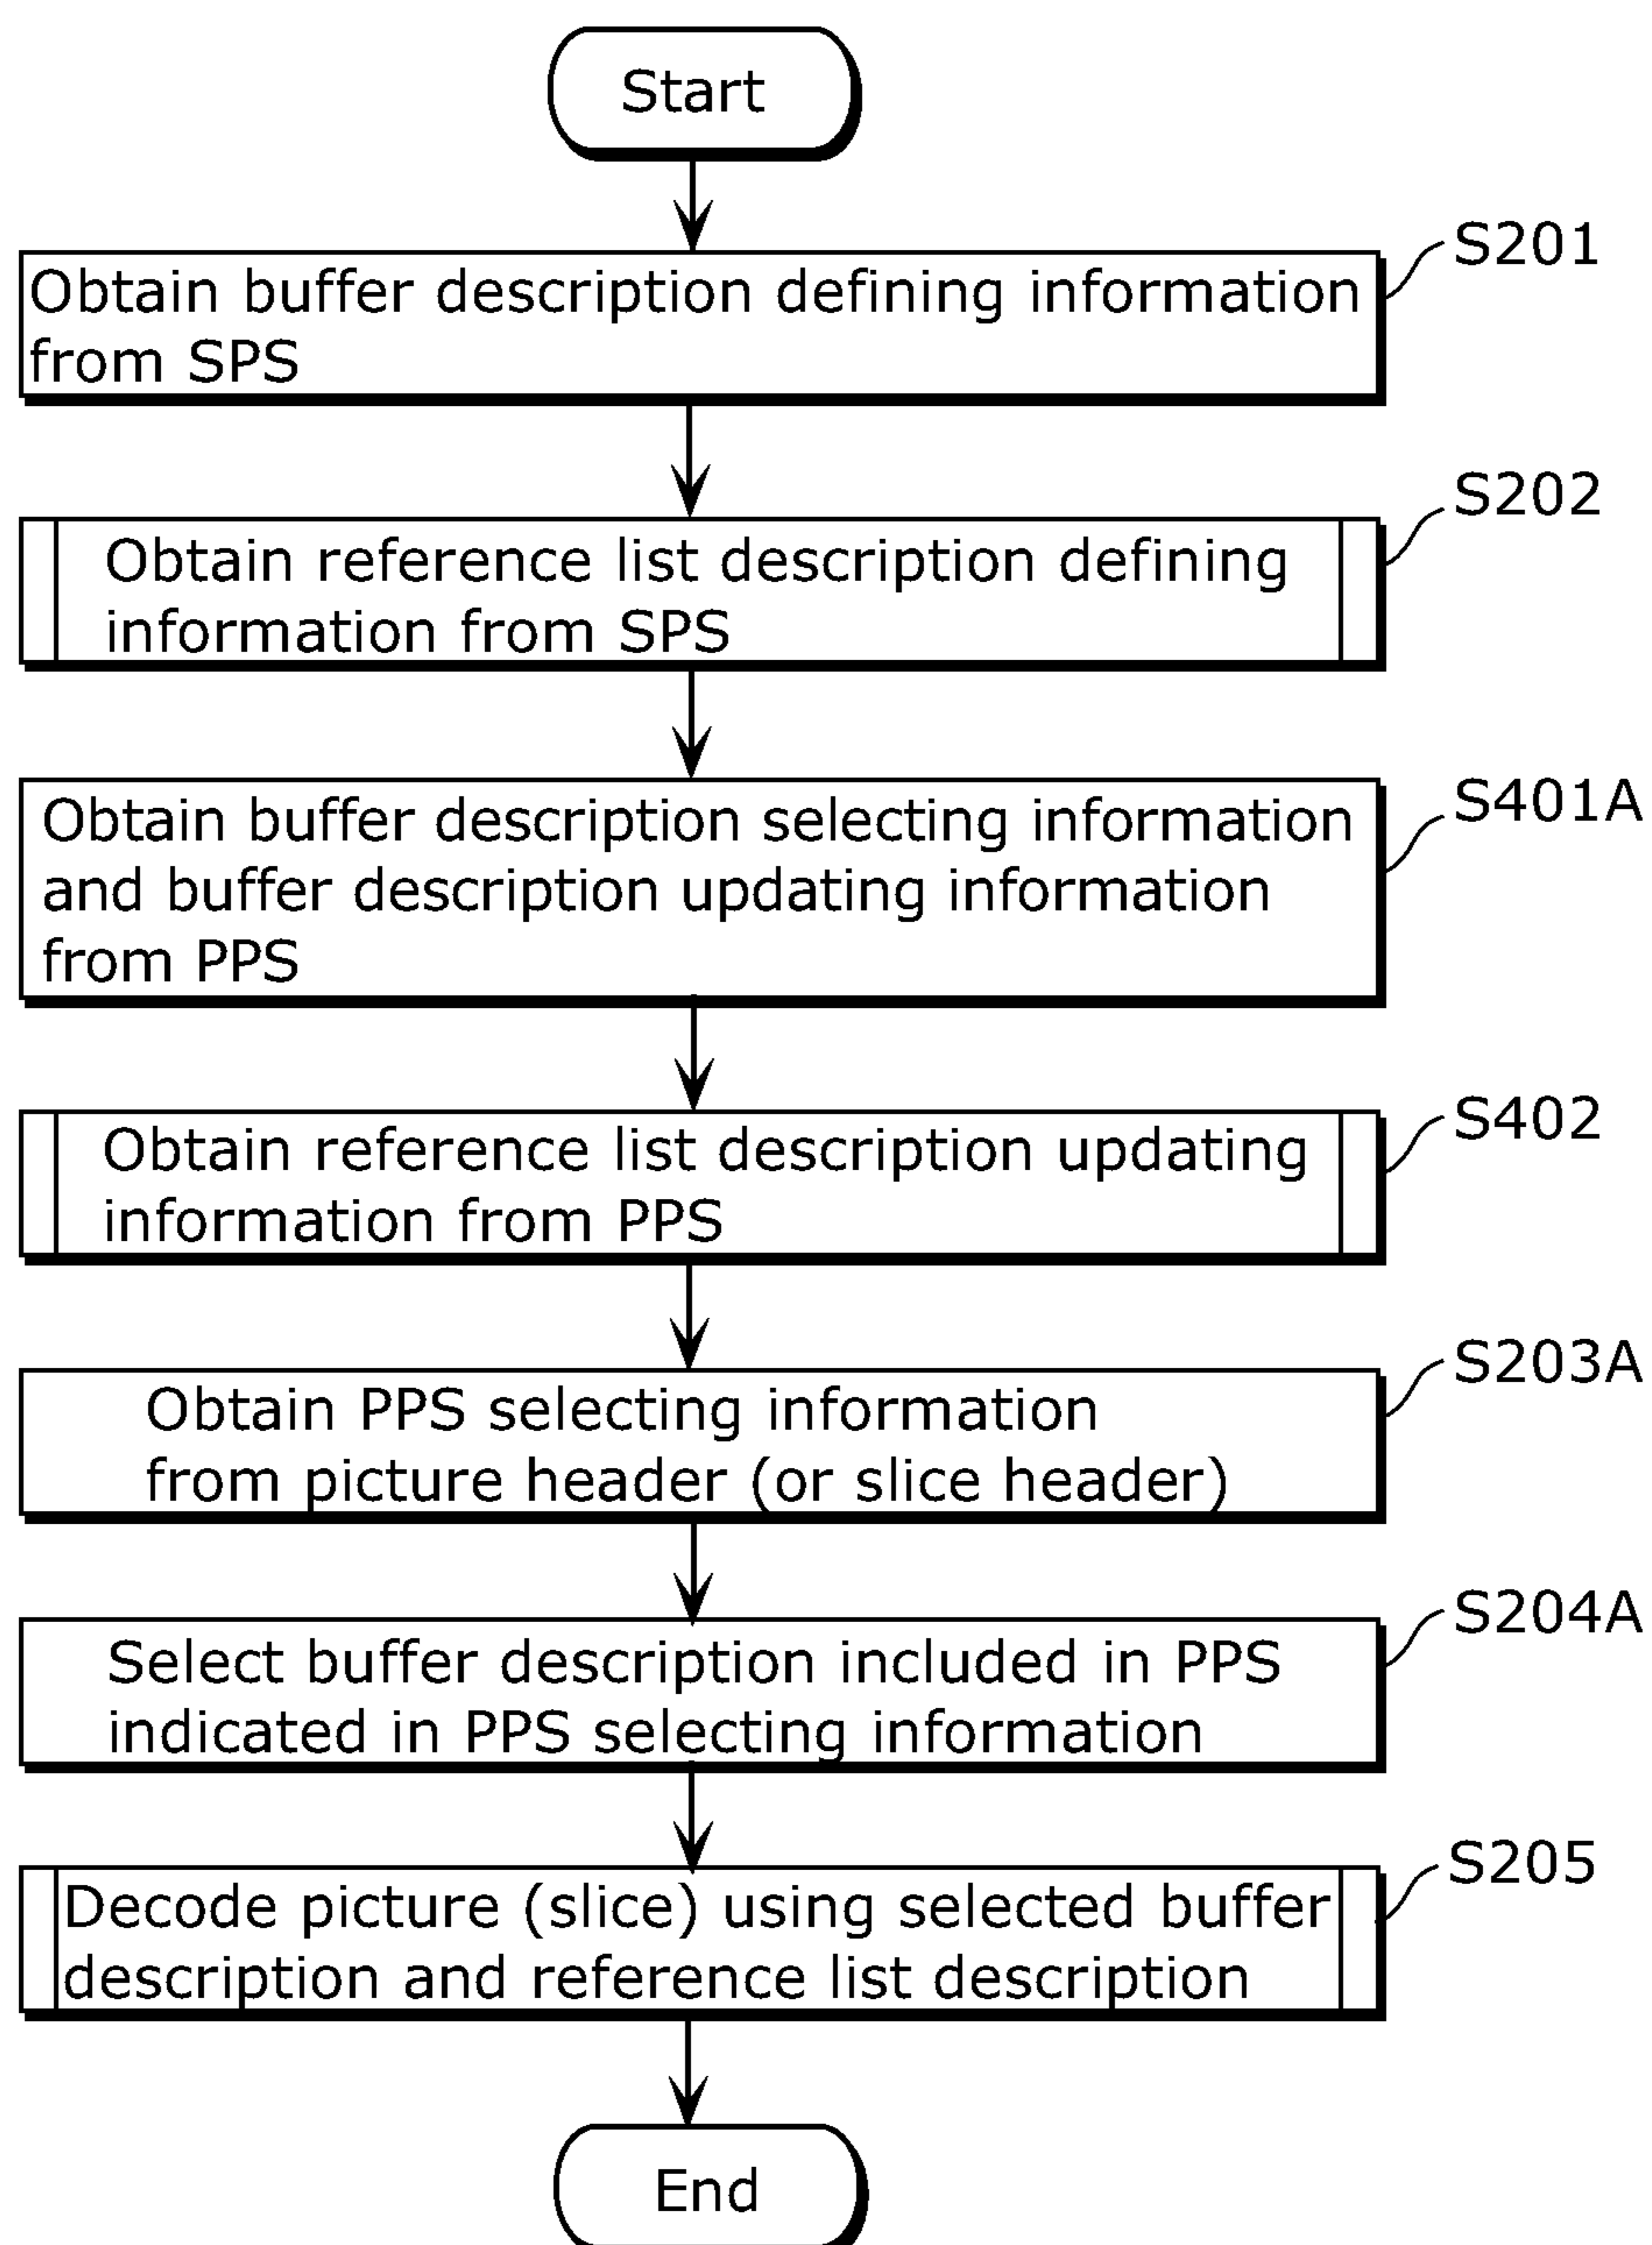 Start
S201
Obtain buffer description defining information
from SPS
S202
Obtain reference list description defining
information from SPS
S401A
Obtain buffer description selecting information
and buffer description updating information
from PPS
S402
Obtain reference list description updating
information from PPS
S203A
Obtain PPS selecting information
from picture header (or slice header)
S204A
Select buffer description included in PPS
indicated in PPS selecting information
S205
Decode picture (slice) using selected buffer
description and reference list description
End